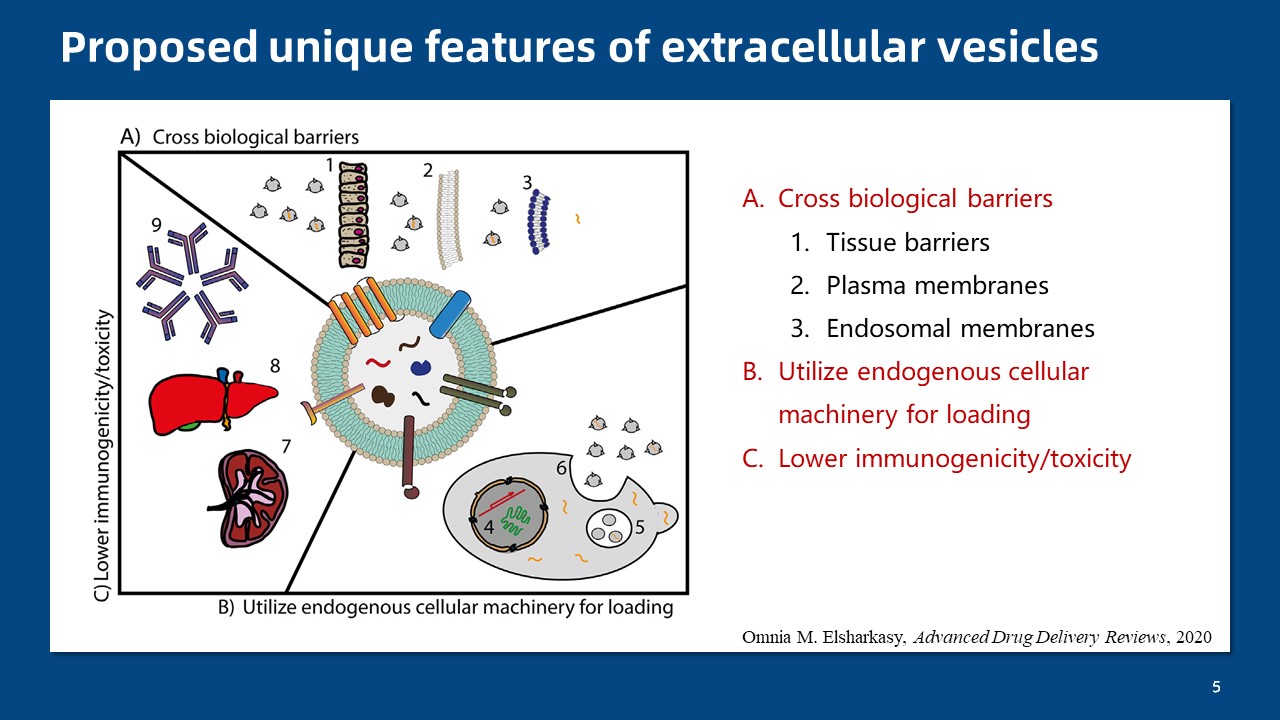 Proposed unique features of extracellular vesicles
A) Cross biological barriers
1
2
3
9
8
7
6
4
5
C) Lower immunogenicity/toxicity
B) Utilize endogenous cellular machinery for loading
A. Cross biological barriers
1. Tissue barriers
2. Plasma membranes
3. Endosomal membranes
B. Utilize endogenous cellular
machinery for loading
C. Lower immunogenicity/toxicity
Omnia M. Elsharkasy, Advanced Drug Delivery Reviews, 2020
5